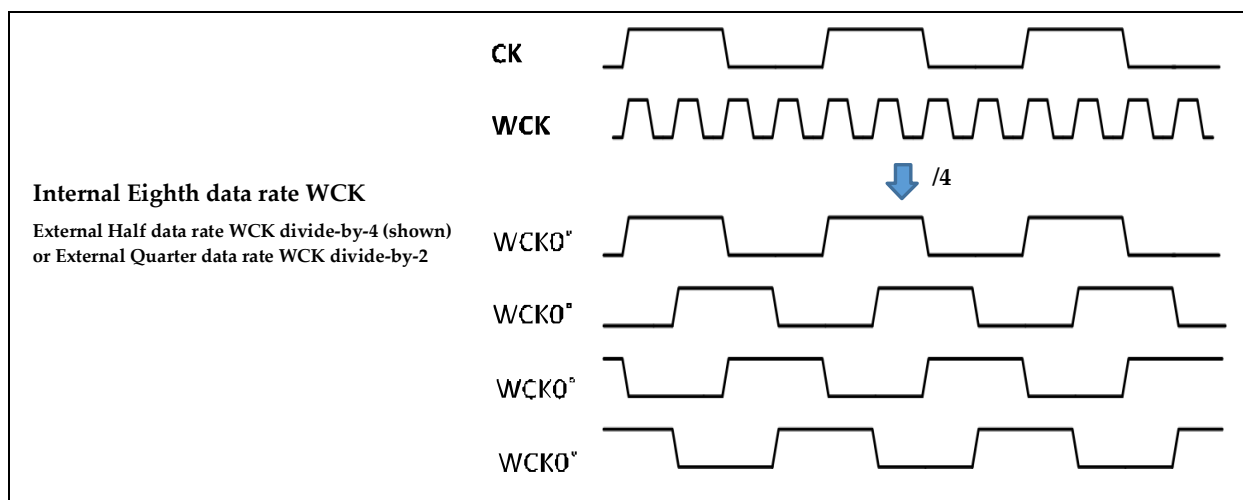 CK
WCK
/4
Internal Eighth data rate WCK
External Half data rate WCK divide-by-4 (shown)
or External Quarter data rate WCK divide-by-2
WCK0°
WCK0°
WCK0°
WCK0°